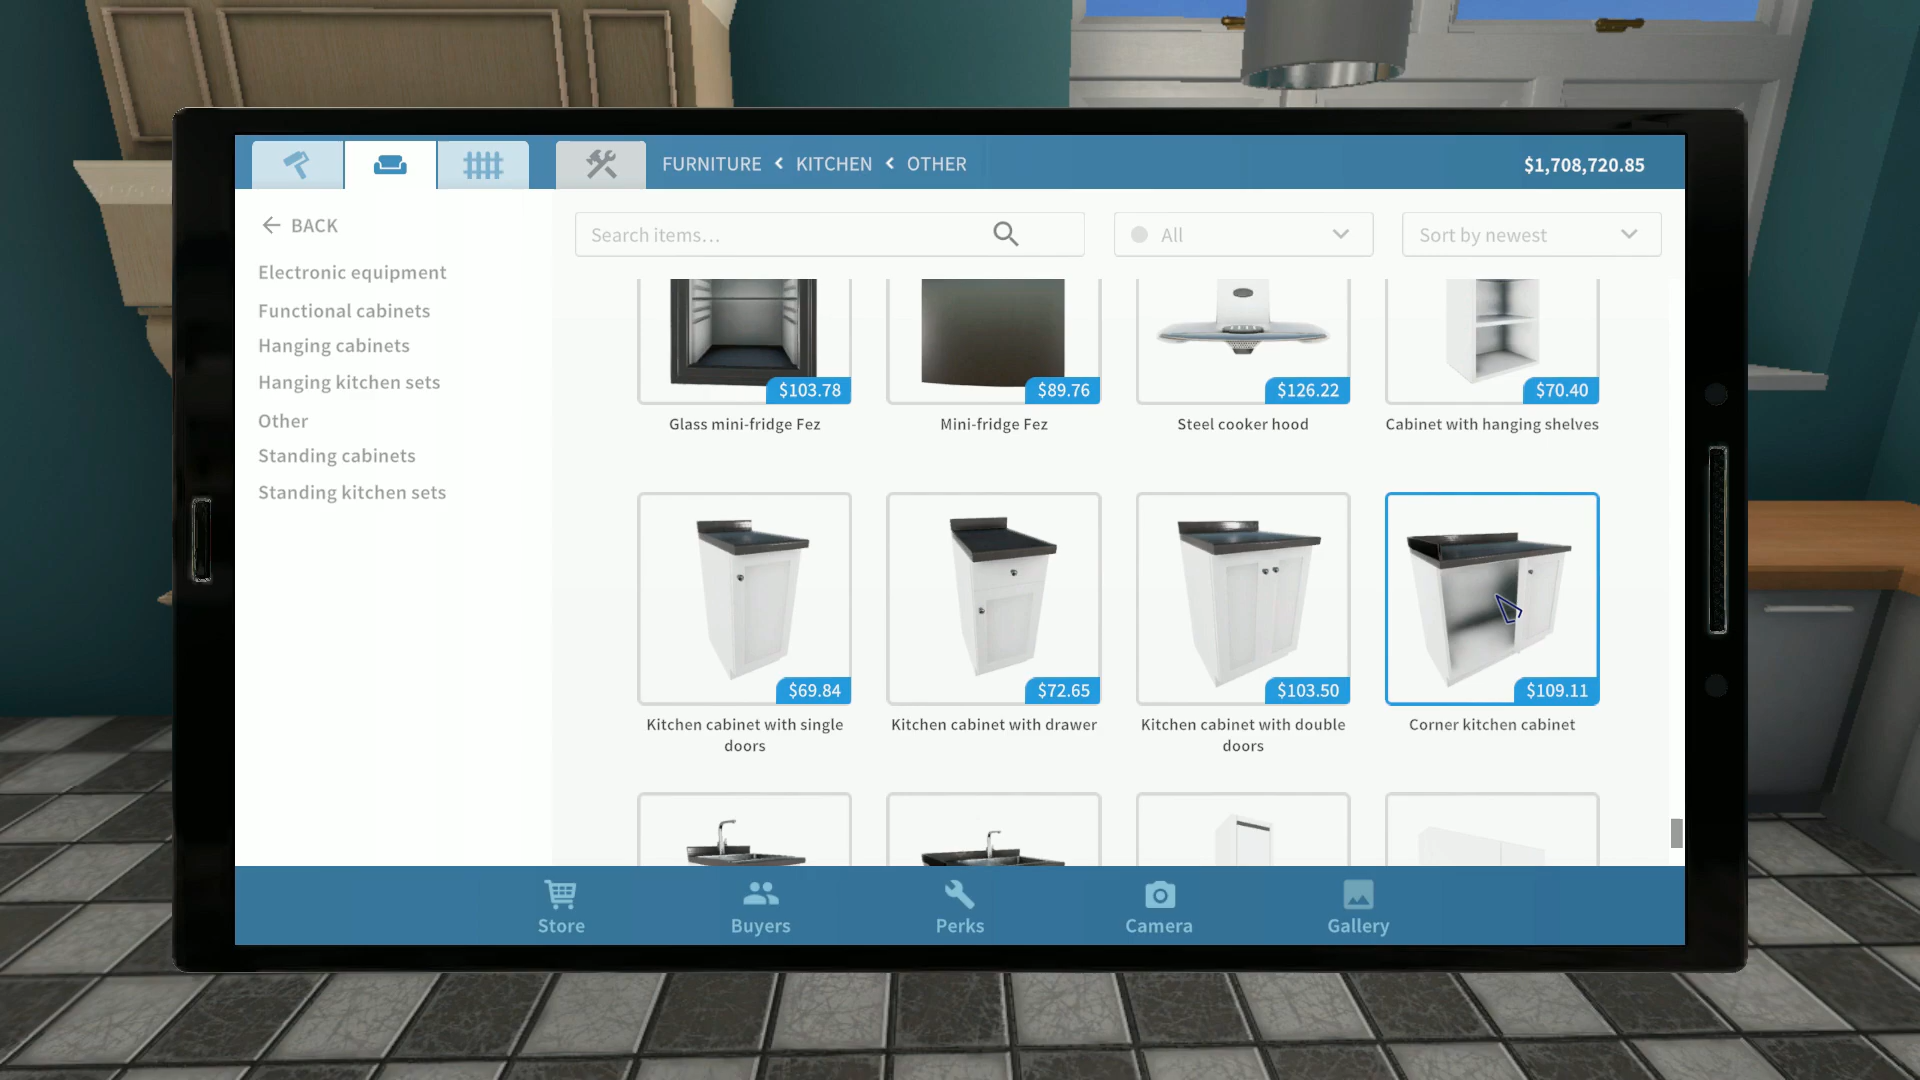 FURNITURE < KITCHEN < OTHER
$1,708,720.85
BACK
Search items...
All
Sort by newest
Electronic equipment
Functional cabinets
Hanging cabinets
Hanging kitchen sets
Other
Standing cabinets
Standing kitchen sets
$103.78
$89.76
$126.22
$70.40
Glass mini-fridge Fez
Mini-fridge Fez
Steel cooker hood
Cabinet with hanging shelves
$69.84
$72.65
$103.50
$109.11
Kitchen cabinet with single
doors
Kitchen cabinet with drawer
Kitchen cabinet with double
doors
Corner kitchen cabinet
Store
Buyers
Perks
Camera
Gallery